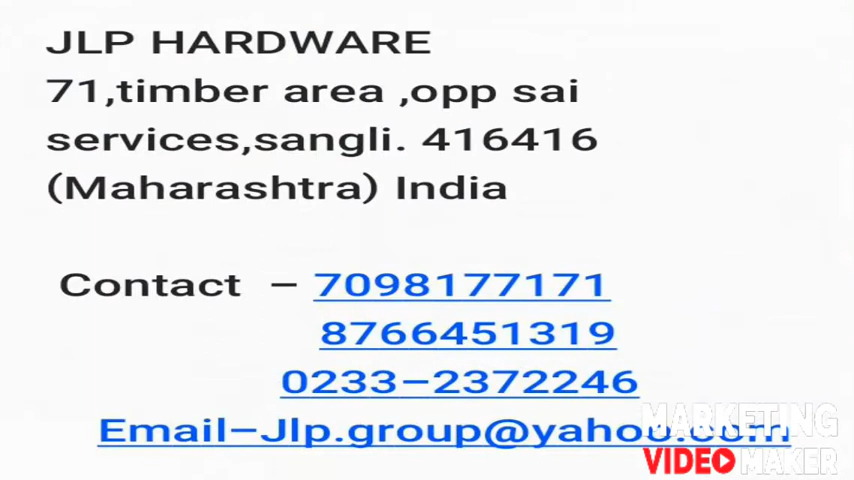 JLP HARDWARE
71,timber area ,opp sai
services,sangli. 416416
(Maharashtra) India
Contact – 7098177171
8766451319
0233–2372246
Email–Jlp.group@yahoo.com
MARKETING
VIDEO MAKER